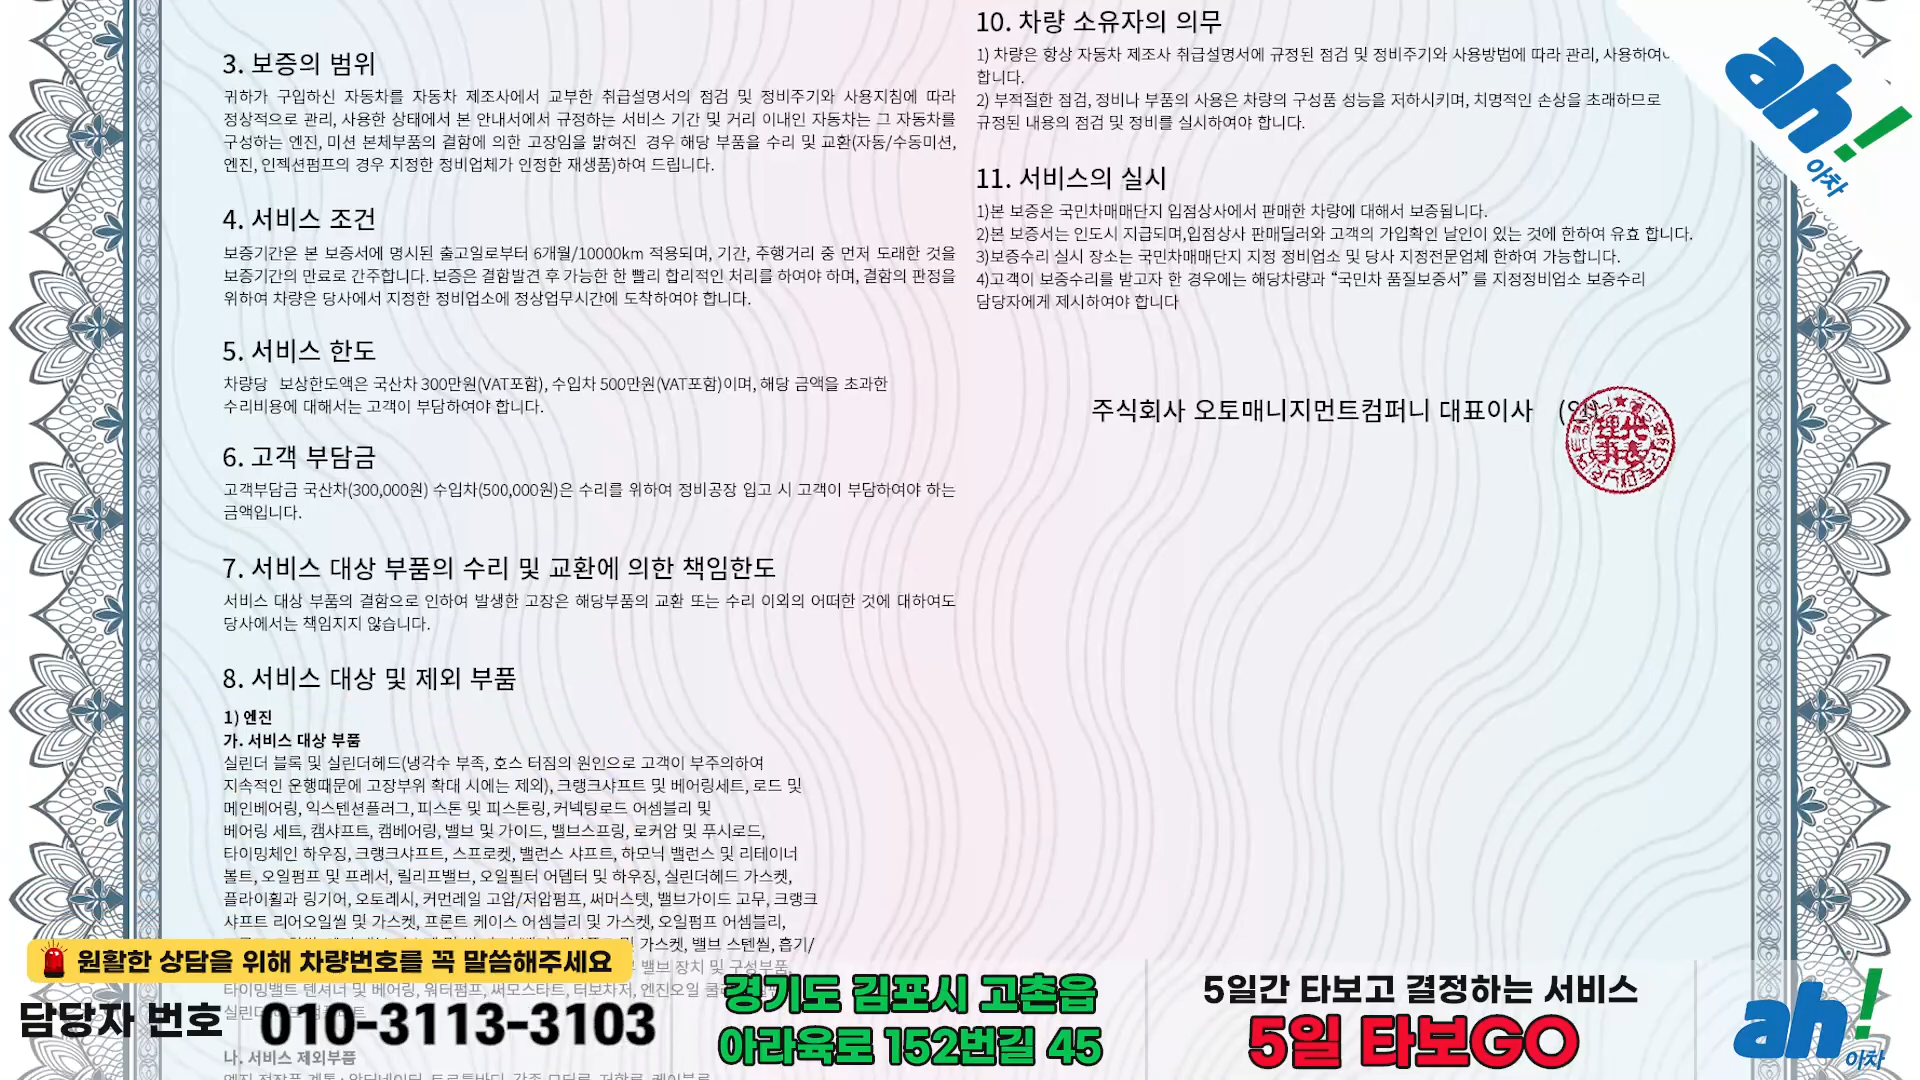 3. 보증의 범위
귀하가 구입하신 자동차를 자동차 제조사에서 교부한 취급설명서의 점검 및 정비주기와 사용지침에 따라
정상적으로 관리, 사용한 상태에서 본 안내서에서 규정하는 서비스 기간 및 거리 이내인 자동차는 그 자동차를
구성하는 엔진, 미션 본체부품의 결함에 의한 고장임을 밝혀진 경우 해당 부품을 수리 및 교환(자동/수동미션,
엔진, 인젝션펌프의 경우 지정한 정비업체가 인정한 재생품)하여 드립니다.
4. 서비스 조건
보증기간은 본 보증서에 명시된 출고일로부터 6개월/10000km 적용되며, 기간, 주행거리 중 먼저 도래한 것을
보증기간의 만료로 간주합니다. 보증은 결함발견 후 가능한 한 빨리 합리적인 처리를 하여야 하며, 결함의 판정을
위하여 차량은 당사에서 지정한 정비업소에 정상업무시간에 도착하여야 합니다.
5. 서비스 한도
차량당 보상한도액은 국산차 300만원(VAT포함), 수입차 500만원(VAT포함)이며, 해당 금액을 초과한
수리비용에 대해서는 고객이 부담하여야 합니다.
6. 고객 부담금
고객부담금 국산차(300,000원) 수입차(500,000원)은 수리를 위하여 정비공장 입고 시 고객이 부담하여야 하는
금액입니다.
7. 서비스 대상 부품의 수리 및 교환에 의한 책임한도
서비스 대상 부품의 결함으로 인하여 발생한 고장은 해당부품의 교환 또는 수리 이외의 어떠한 것에 대하여도
당사에서는 책임지지 않습니다.
8. 서비스 대상 및 제외 부품
1) 엔진
가. 서비스 대상 부품
실린더 블록 및 실린더헤드(냉각수 부족, 호스 터짐의 원인으로 고객이 부주의하여
지속적인 운행때문에 고장부위 확대 시에는 제외), 크랭크샤프트 및 베어링세트, 로드 및
메인베어링, 익스텐션플러그, 피스톤 및 피스톤링, 커넥팅로드 어셈블리 및
베어링 세트, 캠샤프트, 캠베어링, 밸브 및 가이드, 밸브스프링, 로커암 및 푸시로드,
타이밍체인 하우징, 크랭크샤프트, 스프로켓, 밸런스 샤프트, 하모닉 밸런스 및 리테이너
볼트, 오일펌프 및 프레서, 릴리프밸브, 오일필터 어뎁터 및 하우징, 실린더헤드 가스켓,
플라이휠과 링기어, 오토레시, 커먼레일 고압/저압펌프, 써머스텟, 밸브가이드 고무, 크랭크
샤프트 리어오일씰 및 가스켓, 프론트 케이스 어셈블리 및 가스켓, 오일펌프 어셈블리,
가스켓, 밸브 스텐씰, 흡기/
밸브 장치 및 구성부품,
타이밍밸트 텐셔너 및 베어링, 워터펌프, 써모스타트, 터보차저, 엔진오일
나. 서비스 제외부품
10. 차량 소유자의 의무
1) 차량은 항상 자동차 제조사 취급설명서에 규정된 점검 및 정비주기와 사용방법에 따라 관리, 사용하여야
합니다.
2) 부적절한 점검, 정비나 부품의 사용은 차량의 구성품 성능을 저하시키며, 치명적인 손상을 초래하므로
규정된 내용의 점검 및 정비를 실시하여야 합니다.
11. 서비스의 실시
1)본 보증은 국민차매매단지 입점상사에서 판매한 차량에 대해서 보증됩니다.
2)본 보증서는 인도시 지급되며,입점상사 판매딜러와 고객의 가입확인 날인이 있는 것에 한하여 유효 합니다.
3)보증수리 실시 장소는 국민차매매단지 지정 정비업소 및 당사 지정전문업체 한하여 가능합니다.
4)고객이 보증수리를 받고자 한 경우에는 해당차량과 “국민차 품질보증서” 를 지정정비업소 보증수리
담당자에게 제시하여야 합니다
주식회사 오토매니지먼트컴퍼니 대표이사 (인)
ah!
아차
원활한 상담을 위해 차량번호를 꼭 말씀해주세요
담당자 번호 010-3113-3103
경기도 김포시 고촌읍
아라육로 152번길 45
5일간 타보고 결정하는 서비스
5일 타보GO
ah!
아차